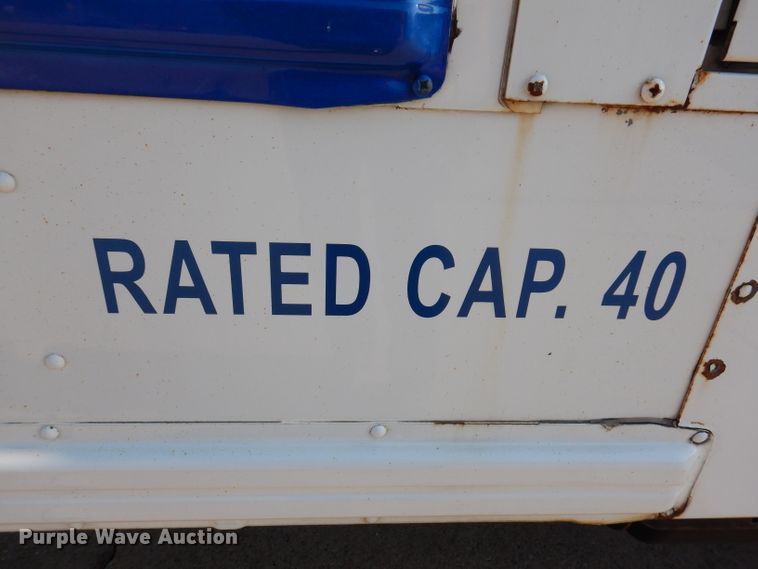 RATED CAP. 40
Purple Wave Auction